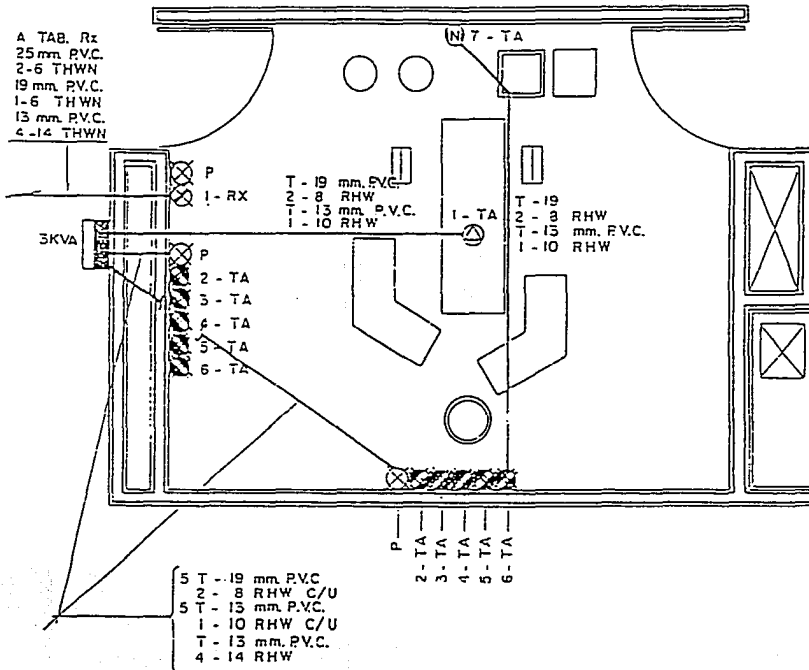 A TAB. Rx
25 mm. P.V.C.
2-6 THWN
19 mm. P.V.C.
1-6 THWN
13 mm. P.V.C.
4-14 THWN
N 7 - TA
P
1 - RX
T - 19 mm. P.V.C.
2 - 8 RHW
T - 13 mm. P.V.C.
1 - 10 RHW
1 - TA
T - 19
2 - 8 RHW
T - 13 mm. P.V.C.
1 - 10 RHW
3KVA
P
2 - TA
3 - TA
4 - TA
5 - TA
6 - TA
P
2 - TA
3 - TA
4 - TA
5 - TA
6 - TA
5 T - 19 mm. P.V.C
2 - 8 RHW C/U
5 T - 13 mm. P.V.C.
1 - 10 RHW C/U
T - 13 mm. P.V.C.
4 - 14 RHW